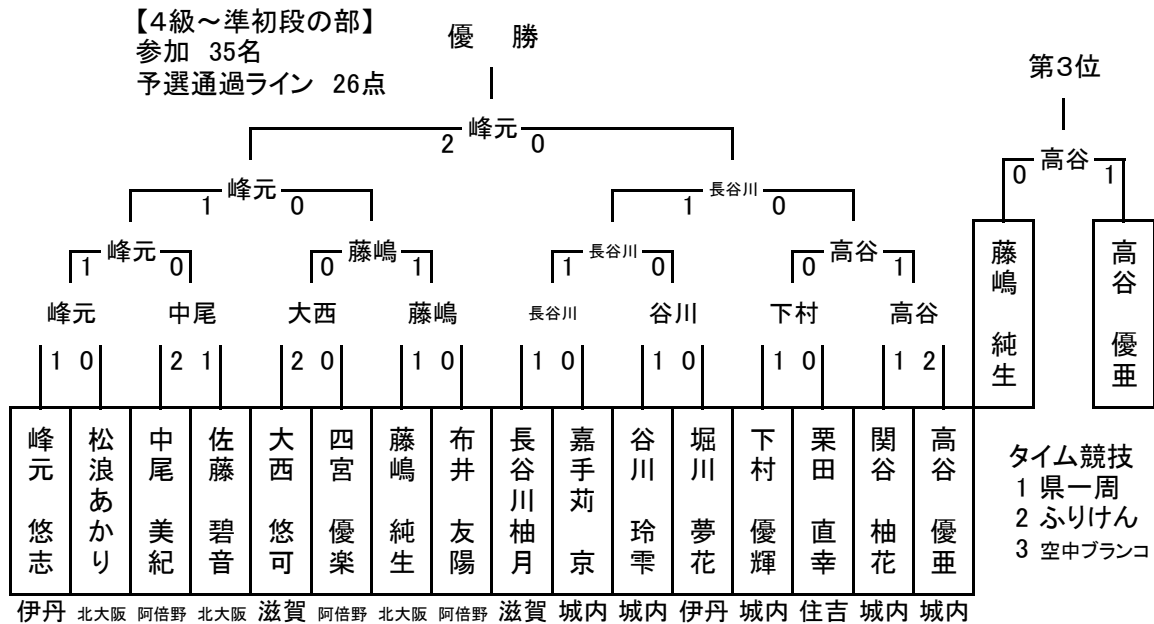 【4級～準初段の部】
参加 35名
予選通過ライン 26点
優 勝
第3位
峰元
2 0
高谷
0 1
峰元
1 0
長谷川
1 0
峰元
1 0
藤嶋
0 1
長谷川
1 0
高谷
0 1
峰元 中尾 大西 藤嶋 長谷川 谷川 下村 高谷
1 0 2 1 2 0 1 0 1 0 1 0 1 0 1 2
藤嶋 純生
高谷 優亜
峰元 悠志
松浪あかり
中尾 美紀
佐藤 碧音
大西 悠可
四宮 優楽
藤嶋 純生
布井 友陽
長谷川柚月
嘉手苅 京
谷川 玲雫
堀川 夢花
下村 優輝
栗田 直幸
関谷 柚花
高谷 優亜
伊丹 北大阪 阿倍野 北大阪 滋賀 阿倍野 北大阪 阿倍野 滋賀 城内 城内 伊丹 城内 住吉 城内 城内
タイム競技
1 県一周
2 ふりけん
3 空中ブランコ